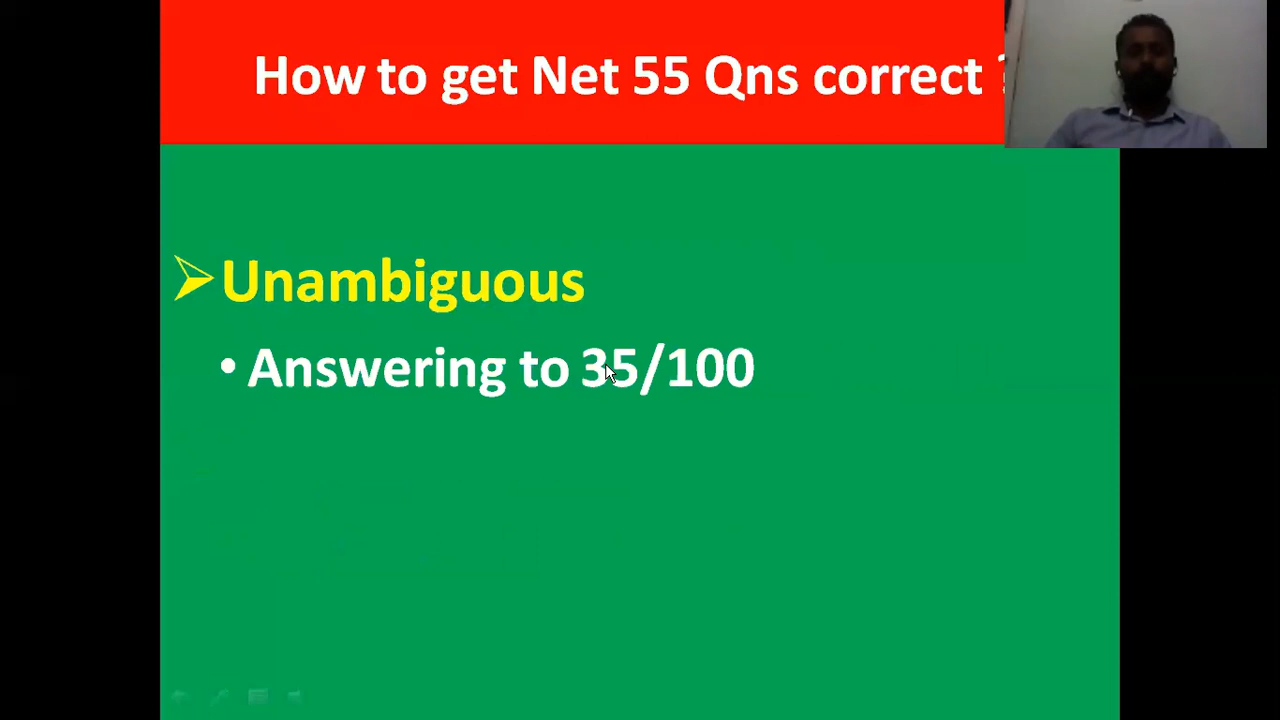 How to get Net 55 Qns correct ?
➢Unambiguous
• Answering to 35/100